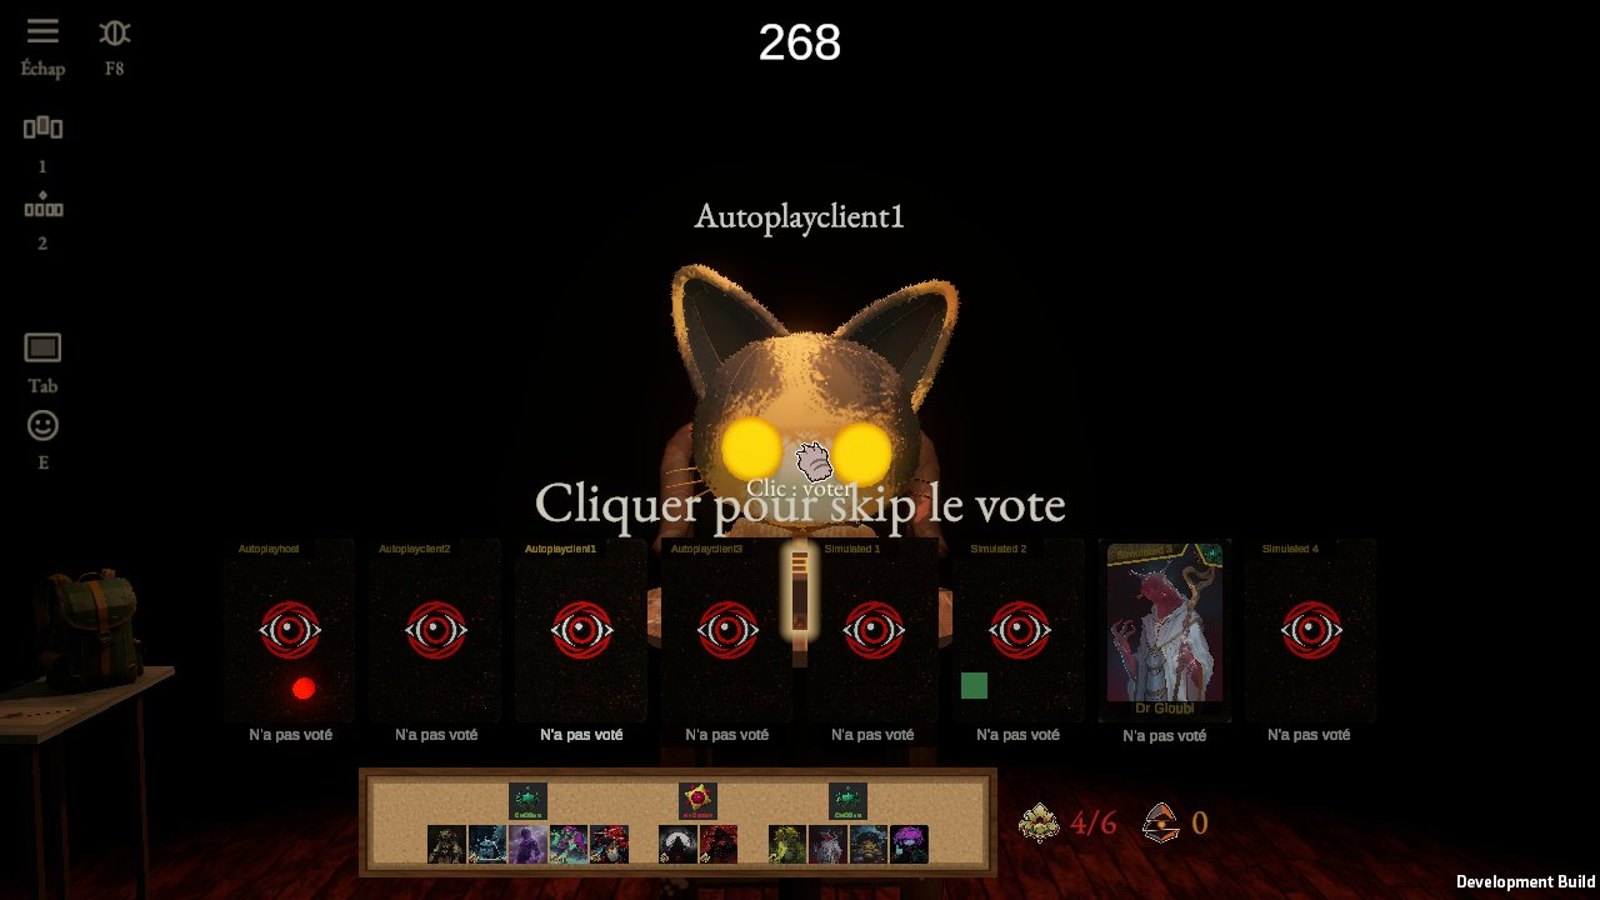 268
Échap
F8
1
2
Tab
E
Autoplayclient1
Clic : voter
Cliquer pour skip le vote
Autoplayhost
Autoplayclient2
Autoplayclient1
Autoplayclient3
Simulated 1
Simulated 2
Simulated 3
Simulated 4
Dr Gloubi
N'a pas voté
N'a pas voté
N'a pas voté
N'a pas voté
N'a pas voté
N'a pas voté
N'a pas voté
N'a pas voté
4/6
0
Development Build